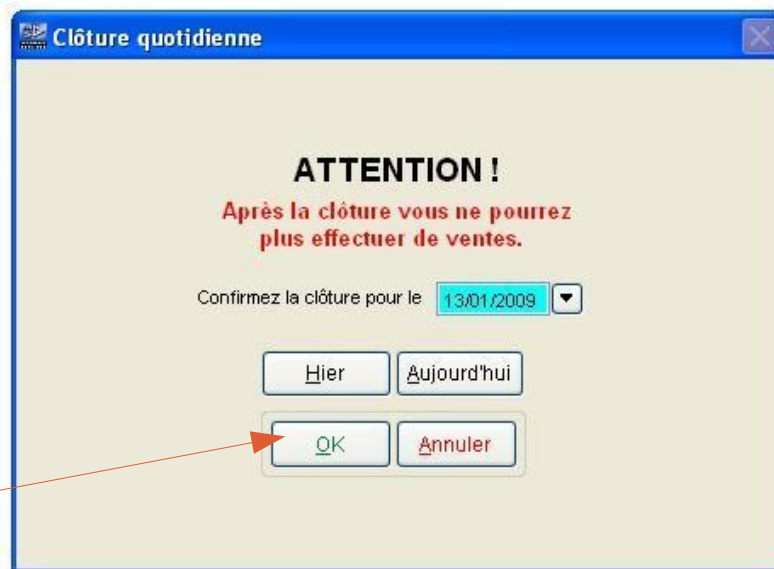 Clôture quotidienne
ATTENTION !
Après la clôture vous ne pourrez
plus effectuer de ventes.
Confirmez la clôture pour le 13/01/2009
Hier Aujourd'hui
OK Annuler